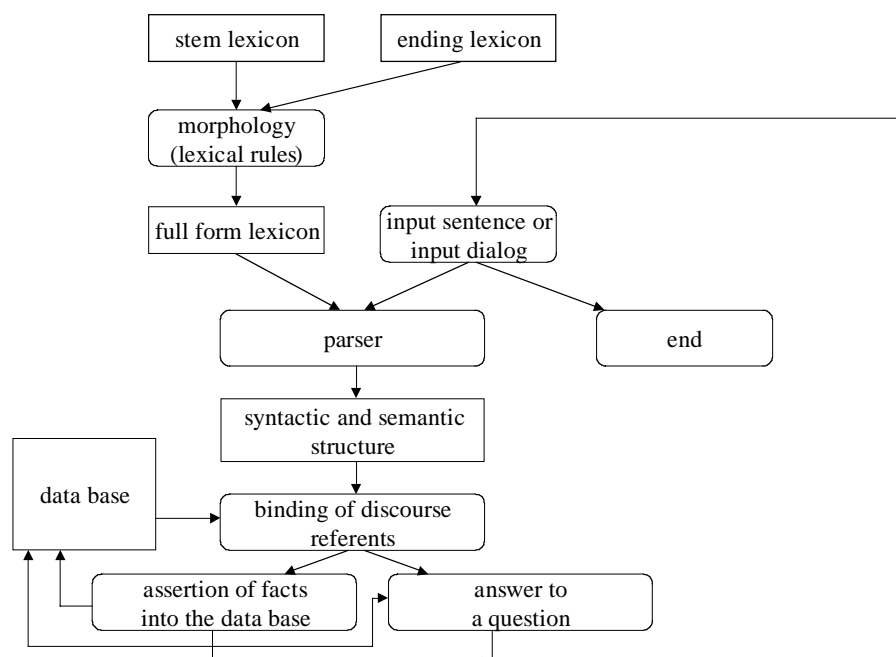 stem lexicon
ending lexicon
morphology
(lexical rules)
full form lexicon
input sentence or
input dialog
parser
end
syntactic and semantic
structure
data base
binding of discourse
referents
assertion of facts
into the data base
answer to
a question